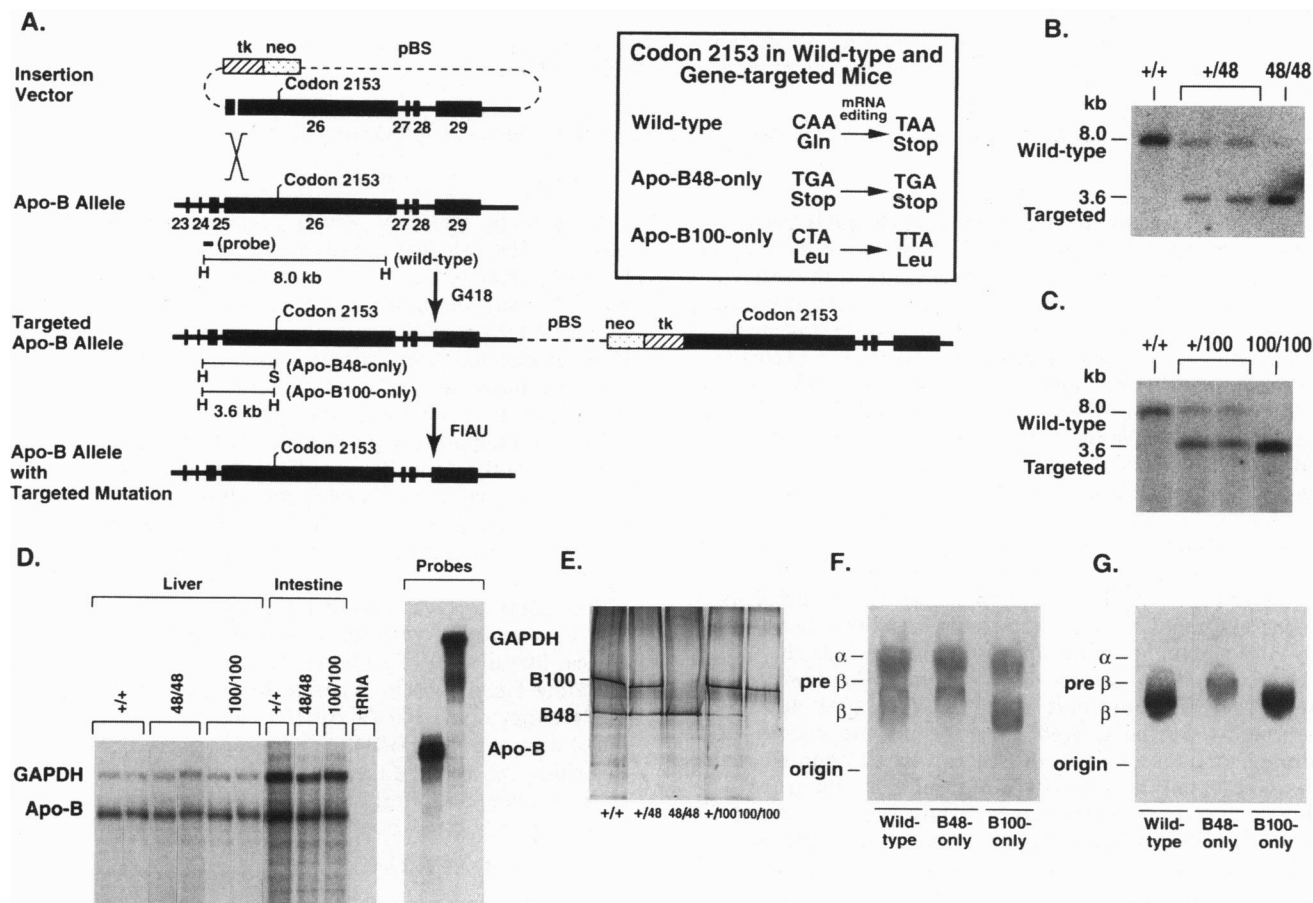 A.
tk neo pBS
Insertion
Vector
Codon 2153
26 27 28 29
Codon 2153
Apo-B Allele
23 24 25 26 27 28 29
(probe)
H 8.0 kb H (wild-type)
G418
Targeted
Apo-B Allele
Codon 2153
pBS neo tk
Codon 2153
H S (Apo-B48-only)
H 3.6 kb H (Apo-B100-only)
FIAU
Apo-B Allele
with
Targeted Mutation
Codon 2153
Codon 2153 in Wild-type and
Gene-targeted Mice
mRNA
editing
Wild-type CAA TAA
Gln Stop
Apo-B48-only TGA TGA
Stop Stop
Apo-B100-only CTA TTA
Leu Leu
B.
+/+ +/48 48/48
kb
8.0
Wild-type
3.6
Targeted
C.
+/+ +/100 100/100
kb
8.0
Wild-type
3.6
Targeted
D.
Liver Intestine
+/+ 48/48 100/100 +/+ 48/48 100/100 tRNA
GAPDH
Apo-B
Probes
GAPDH
Apo-B
E.
B100
B48
+/+ +/48 48/48 +/100 100/100
F.
α
pre β
β
origin
Wild-
type
B48-
only
B100-
only
G.
α
pre β
β
origin
Wild-
type
B48-
only
B100-
only